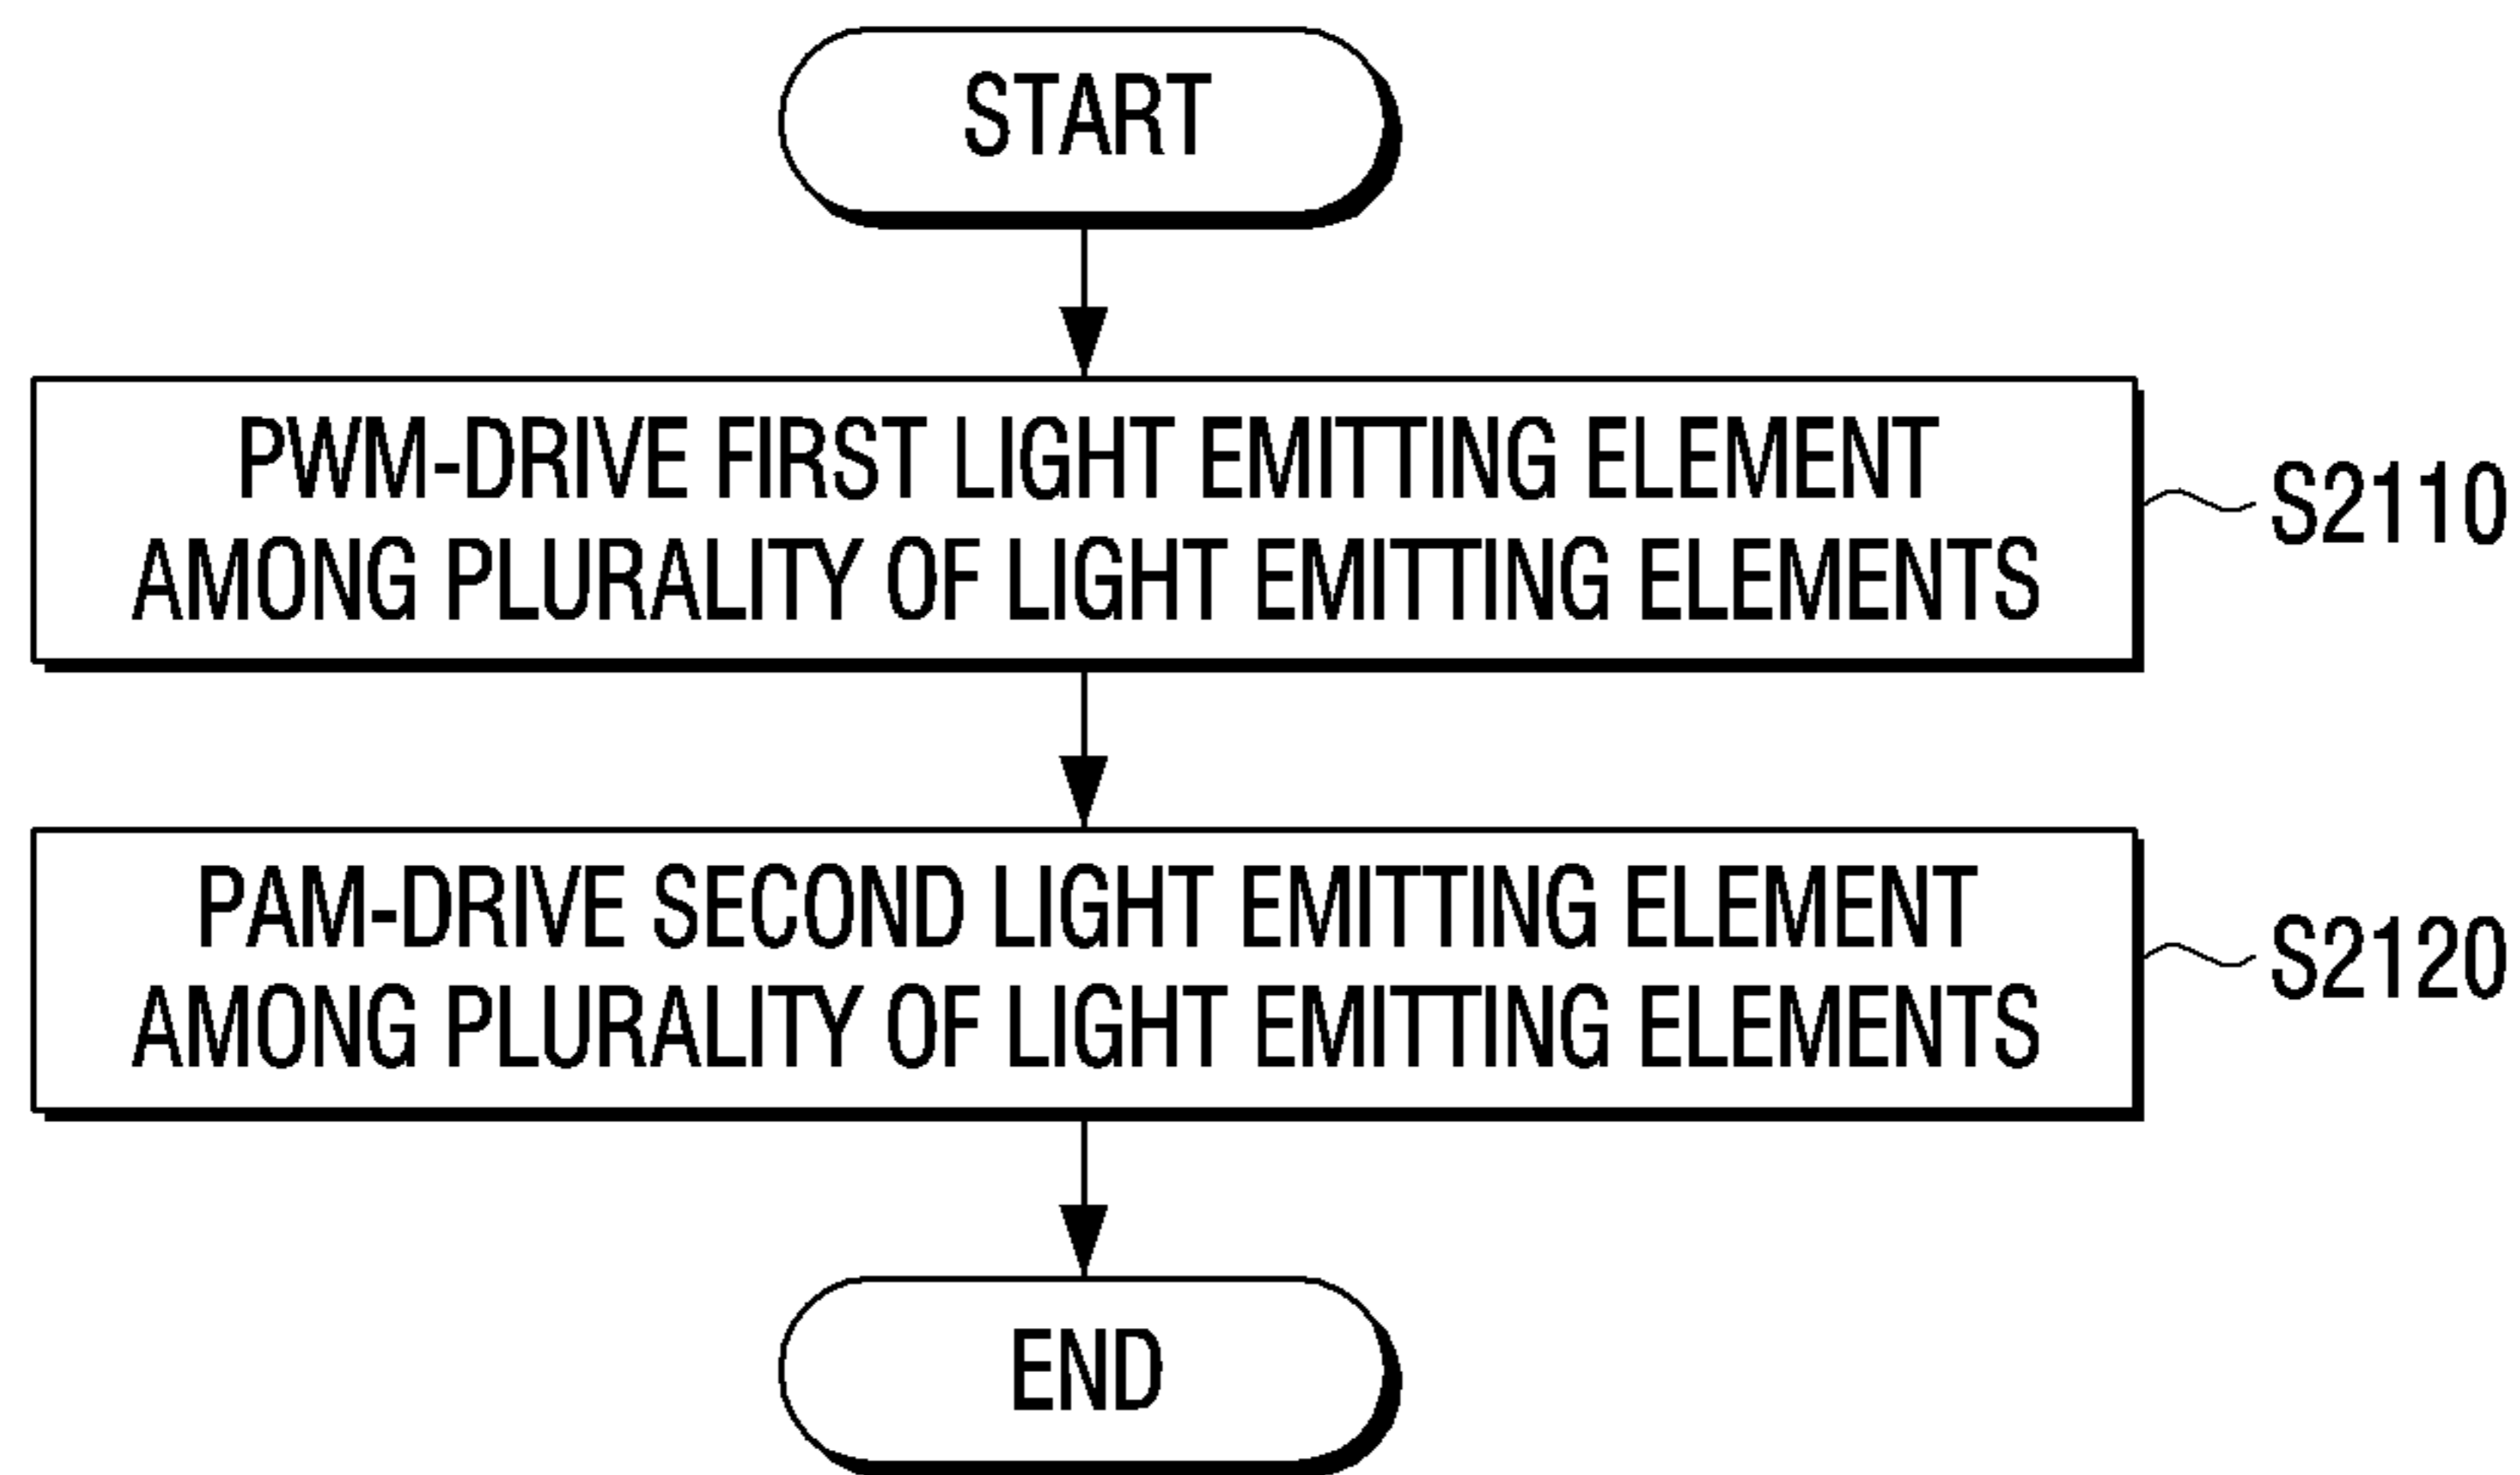 START
PWM-DRIVE FIRST LIGHT EMITTING ELEMENT
AMONG PLURALITY OF LIGHT EMITTING ELEMENTS
S2110
PAM-DRIVE SECOND LIGHT EMITTING ELEMENT
AMONG PLURALITY OF LIGHT EMITTING ELEMENTS
S2120
END